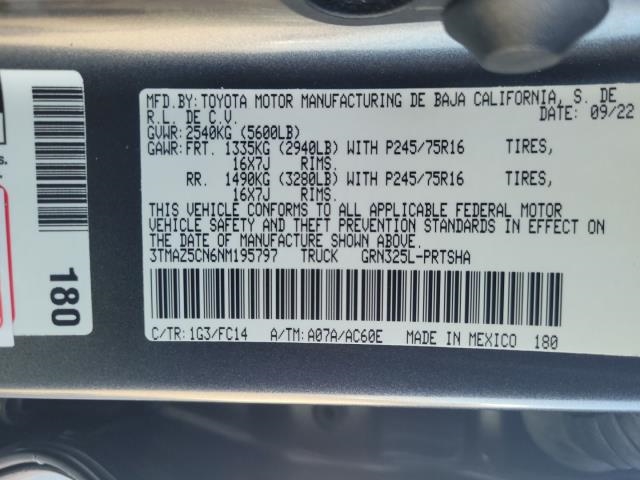 MFD.BY: TOYOTA MOTOR MANUFACTURING DE BAJA CALIFORNIA, S. DE
R.L. DE C.V. DATE: 09/22
GVWR: 2540KG (5600LB)
GAWR: FRT. 1335KG (2940LB) WITH P245/75R16 TIRES,
16X7J RIMS.
RR. 1490KG (3280LB) WITH P245/75R16 TIRES,
16X7J RIMS.
THIS VEHICLE CONFORMS TO ALL APPLICABLE FEDERAL MOTOR
VEHICLE SAFETY AND THEFT PREVENTION STANDARDS IN EFFECT ON
THE DATE OF MANUFACTURE SHOWN ABOVE.
3TMAZ5CN6NM195797 TRUCK GRN325L-PRTSHA
C/TR: 1G3/FC14 A/TM: A07A/AC60E MADE IN MEXICO 180
180